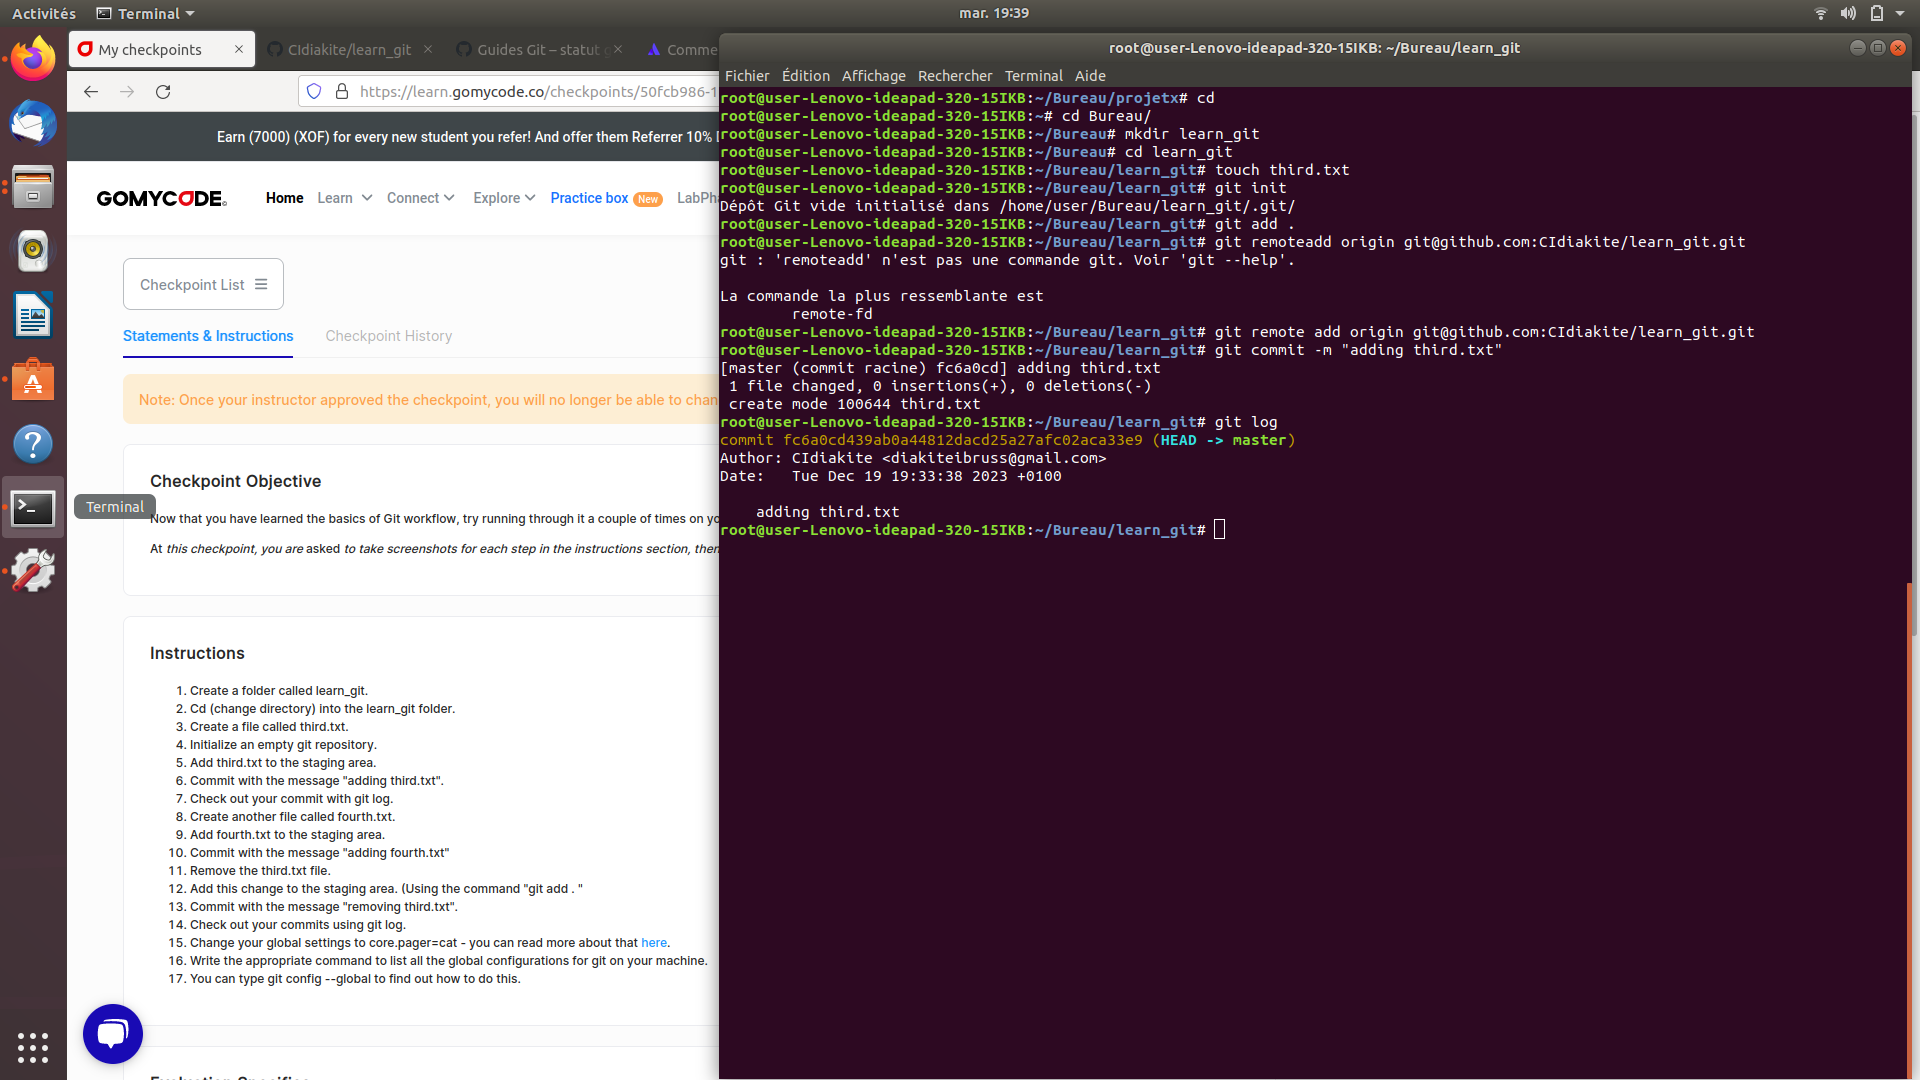 Activités
Terminal
mar. 19:39
My checkpoints
CIdiakite/learn_git
Guides Git – statut
Comme
https://learn.gomycode.co/checkpoints/50fcb986-1
Earn (7000) (XOF) for every new student you refer! And offer them Referrer 10%
GOMYCODE
Home
Learn
Connect
Explore
Practice box
New
LabPh
Checkpoint List
Statements & Instructions
Checkpoint History
Note: Once your instructor approved the checkpoint, you will no longer be able to chan
Checkpoint Objective
Terminal
Now that you have learned the basics of Git workflow, try running through it a couple of times on yo
At this checkpoint, you are asked to take screenshots for each step in the instructions section, then
Instructions
1. Create a folder called learn_git.
2. Cd (change directory) into the learn_git folder.
3. Create a file called third.txt.
4. Initialize an empty git repository.
5. Add third.txt to the staging area.
6. Commit with the message "adding third.txt".
7. Check out your commit with git log.
8. Create another file called fourth.txt.
9. Add fourth.txt to the staging area.
10. Commit with the message "adding fourth.txt"
11. Remove the third.txt file.
12. Add this change to the staging area. (Using the command "git add . "
13. Commit with the message "removing third.txt".
14. Check out your commits using git log.
15. Change your global settings to core.pager=cat - you can read more about that here.
16. Write the appropriate command to list all the global configurations for git on your machine.
17. You can type git config --global to find out how to do this.
root@user-Lenovo-ideapad-320-15IKB: ~/Bureau/learn_git
Fichier Édition Affichage Rechercher Terminal Aide
root@user-Lenovo-ideapad-320-15IKB:~/Bureau/projetx# cd
root@user-Lenovo-ideapad-320-15IKB:~# cd Bureau/
root@user-Lenovo-ideapad-320-15IKB:~/Bureau# mkdir learn_git
root@user-Lenovo-ideapad-320-15IKB:~/Bureau# cd learn_git
root@user-Lenovo-ideapad-320-15IKB:~/Bureau/learn_git# touch third.txt
root@user-Lenovo-ideapad-320-15IKB:~/Bureau/learn_git# git init
Dépôt Git vide initialisé dans /home/user/Bureau/learn_git/.git/
root@user-Lenovo-ideapad-320-15IKB:~/Bureau/learn_git# git add .
root@user-Lenovo-ideapad-320-15IKB:~/Bureau/learn_git# git remoteadd origin git@github.com:CIdiakite/learn_git.git
git : 'remoteadd' n'est pas une commande git. Voir 'git --help'.
La commande la plus ressemblante est
remote-fd
root@user-Lenovo-ideapad-320-15IKB:~/Bureau/learn_git# git remote add origin git@github.com:CIdiakite/learn_git.git
root@user-Lenovo-ideapad-320-15IKB:~/Bureau/learn_git# git commit -m "adding third.txt"
[master (commit racine) fc6a0cd] adding third.txt
1 file changed, 0 insertions(+), 0 deletions(-)
create mode 100644 third.txt
root@user-Lenovo-ideapad-320-15IKB:~/Bureau/learn_git# git log
commit fc6a0cd439ab0a44812dacd25a27afc02aca33e9 (HEAD -> master)
Author: CIdiakite <diakiteibruss@gmail.com>
Date:   Tue Dec 19 19:33:38 2023 +0100
adding third.txt
root@user-Lenovo-ideapad-320-15IKB:~/Bureau/learn_git#